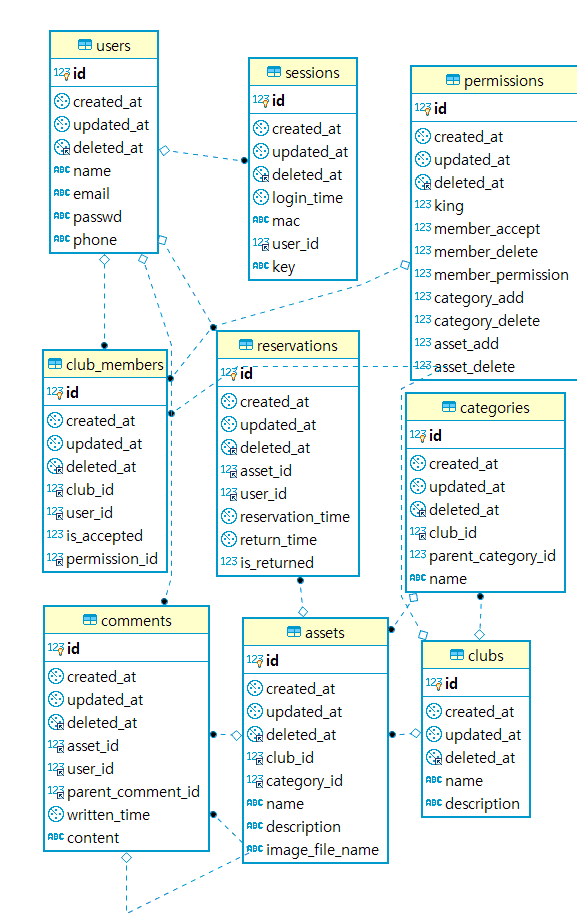 users
123 id
created_at
updated_at
deleted_at
ABC name
ABC email
ABC passwd
ABC phone
sessions
123 id
created_at
updated_at
deleted_at
login_time
ABC mac
123 user_id
ABC key
permissions
123 id
created_at
updated_at
deleted_at
123 king
123 member_accept
123 member_delete
123 member_permission
123 category_add
123 category_delete
123 asset_add
123 asset_delete
club_members
123 id
created_at
updated_at
deleted_at
123 club_id
123 user_id
123 is_accepted
123 permission_id
reservations
123 id
created_at
updated_at
deleted_at
123 asset_id
123 user_id
reservation_time
return_time
123 is_returned
categories
123 id
created_at
updated_at
deleted_at
123 club_id
123 parent_category_id
ABC name
comments
123 id
created_at
updated_at
deleted_at
123 asset_id
123 user_id
123 parent_comment_id
written_time
ABC content
assets
123 id
created_at
updated_at
deleted_at
123 club_id
123 category_id
ABC name
ABC description
ABC image_file_name
clubs
123 id
created_at
updated_at
deleted_at
ABC name
ABC description